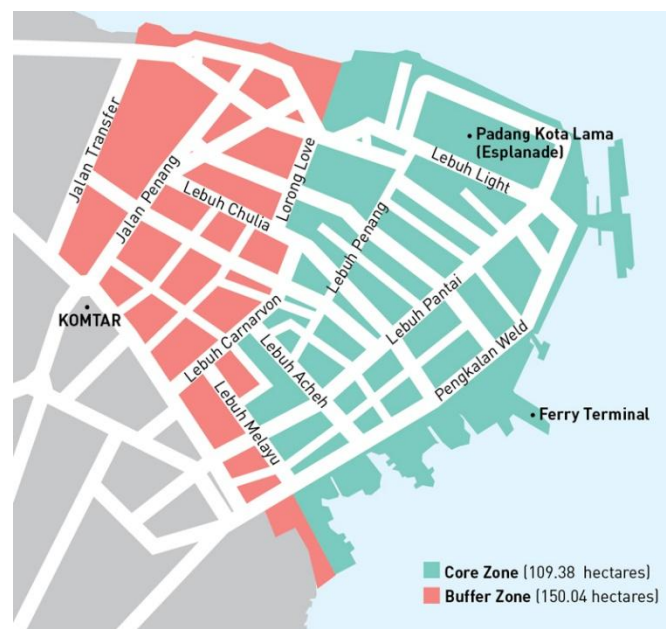 Jalan Transfer
Jalan Penang
Lorong Love
Lebuh Chulia
Padang Kota Lama
(Esplanade)
Lebuh Light
Lebuh Penang
Lebuh Pantai
KOMTAR
Lebuh Carnarvon
Lebuh Acheh
Pengkalan Weld
Lebuh Melayu
Ferry Terminal
Core Zone (109.38 hectares)
Buffer Zone (150.04 hectares)